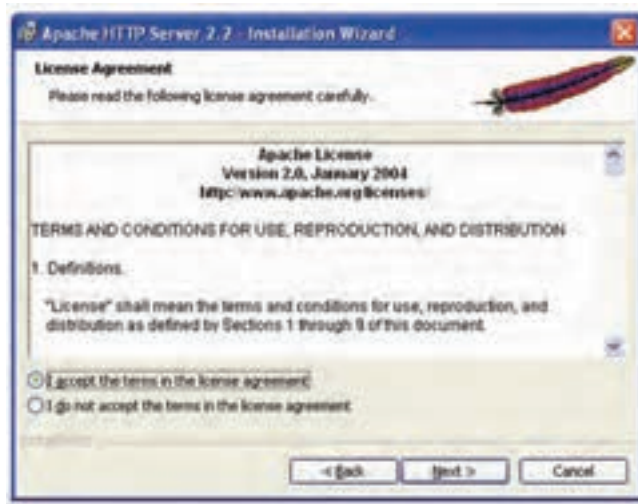 Apache HTTP Server 2.2 - Installation Wizard
License Agreement
Please read the following license agreement carefully.
Apache License
Version 2.0, January 2004
http://www.apache.org/licenses/
TERMS AND CONDITIONS FOR USE, REPRODUCTION, AND DISTRIBUTION
1. Definitions.
"License" shall mean the terms and conditions for use, reproduction, and
distribution as defined by Sections 1 through 9 of this document.
I accept the terms in the license agreement
I do not accept the terms in the license agreement
InstallShield
< Back
Next >
Cancel